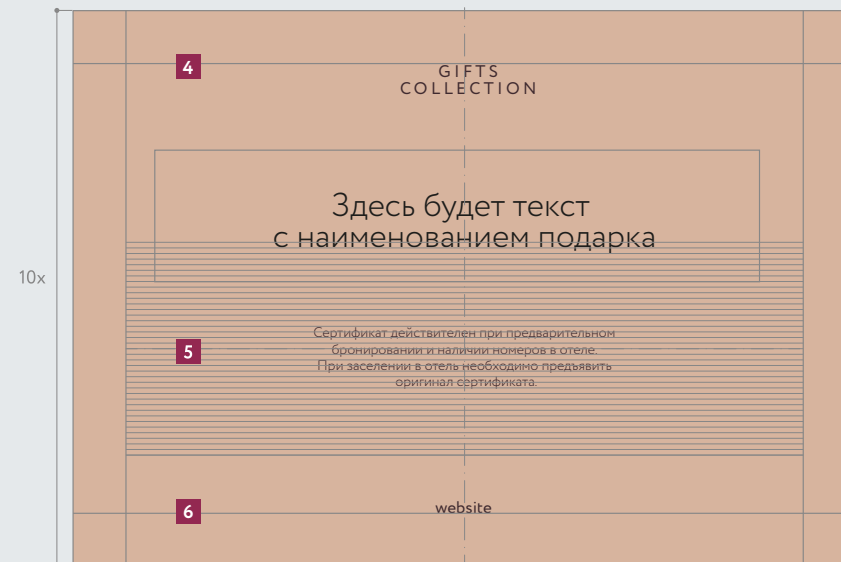 4
GIFTS
COLLECTION
Здесь будет текст
с наименованием подарка
10x
5
Сертификат действителен при предварительном
бронировании и наличии номеров в отеле.
При заселении в отель необходимо предъявить
оригинал сертификата.
6
website